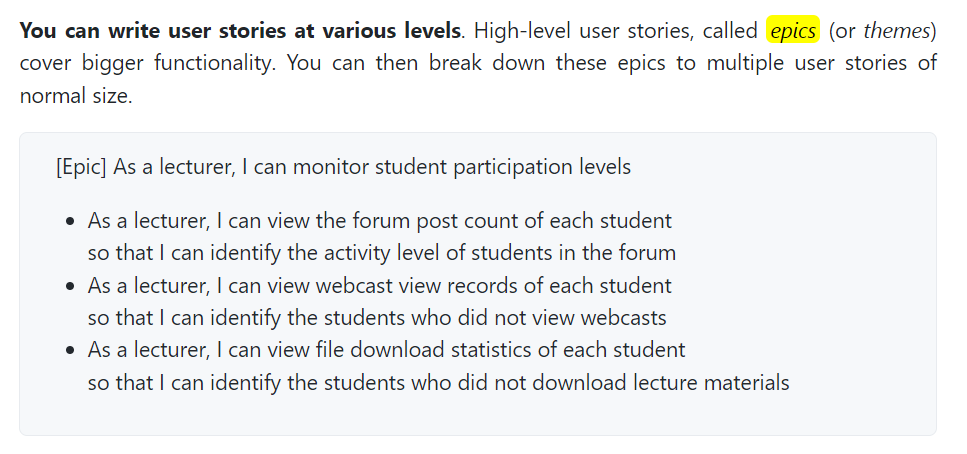 You can write user stories at various levels. High-level user stories, called epics (or themes)
cover bigger functionality. You can then break down these epics to multiple user stories of
normal size.
[Epic] As a lecturer, I can monitor student participation levels
• As a lecturer, I can view the forum post count of each student
so that I can identify the activity level of students in the forum
• As a lecturer, I can view webcast view records of each student
so that I can identify the students who did not view webcasts
• As a lecturer, I can view file download statistics of each student
so that I can identify the students who did not download lecture materials